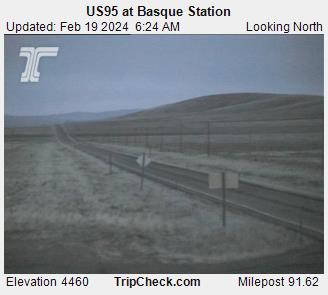 US95 at Basque Station
Updated: Feb 19 2024 6:24 AM Looking North
Elevation 4460 TripCheck.com Milepost 91.62